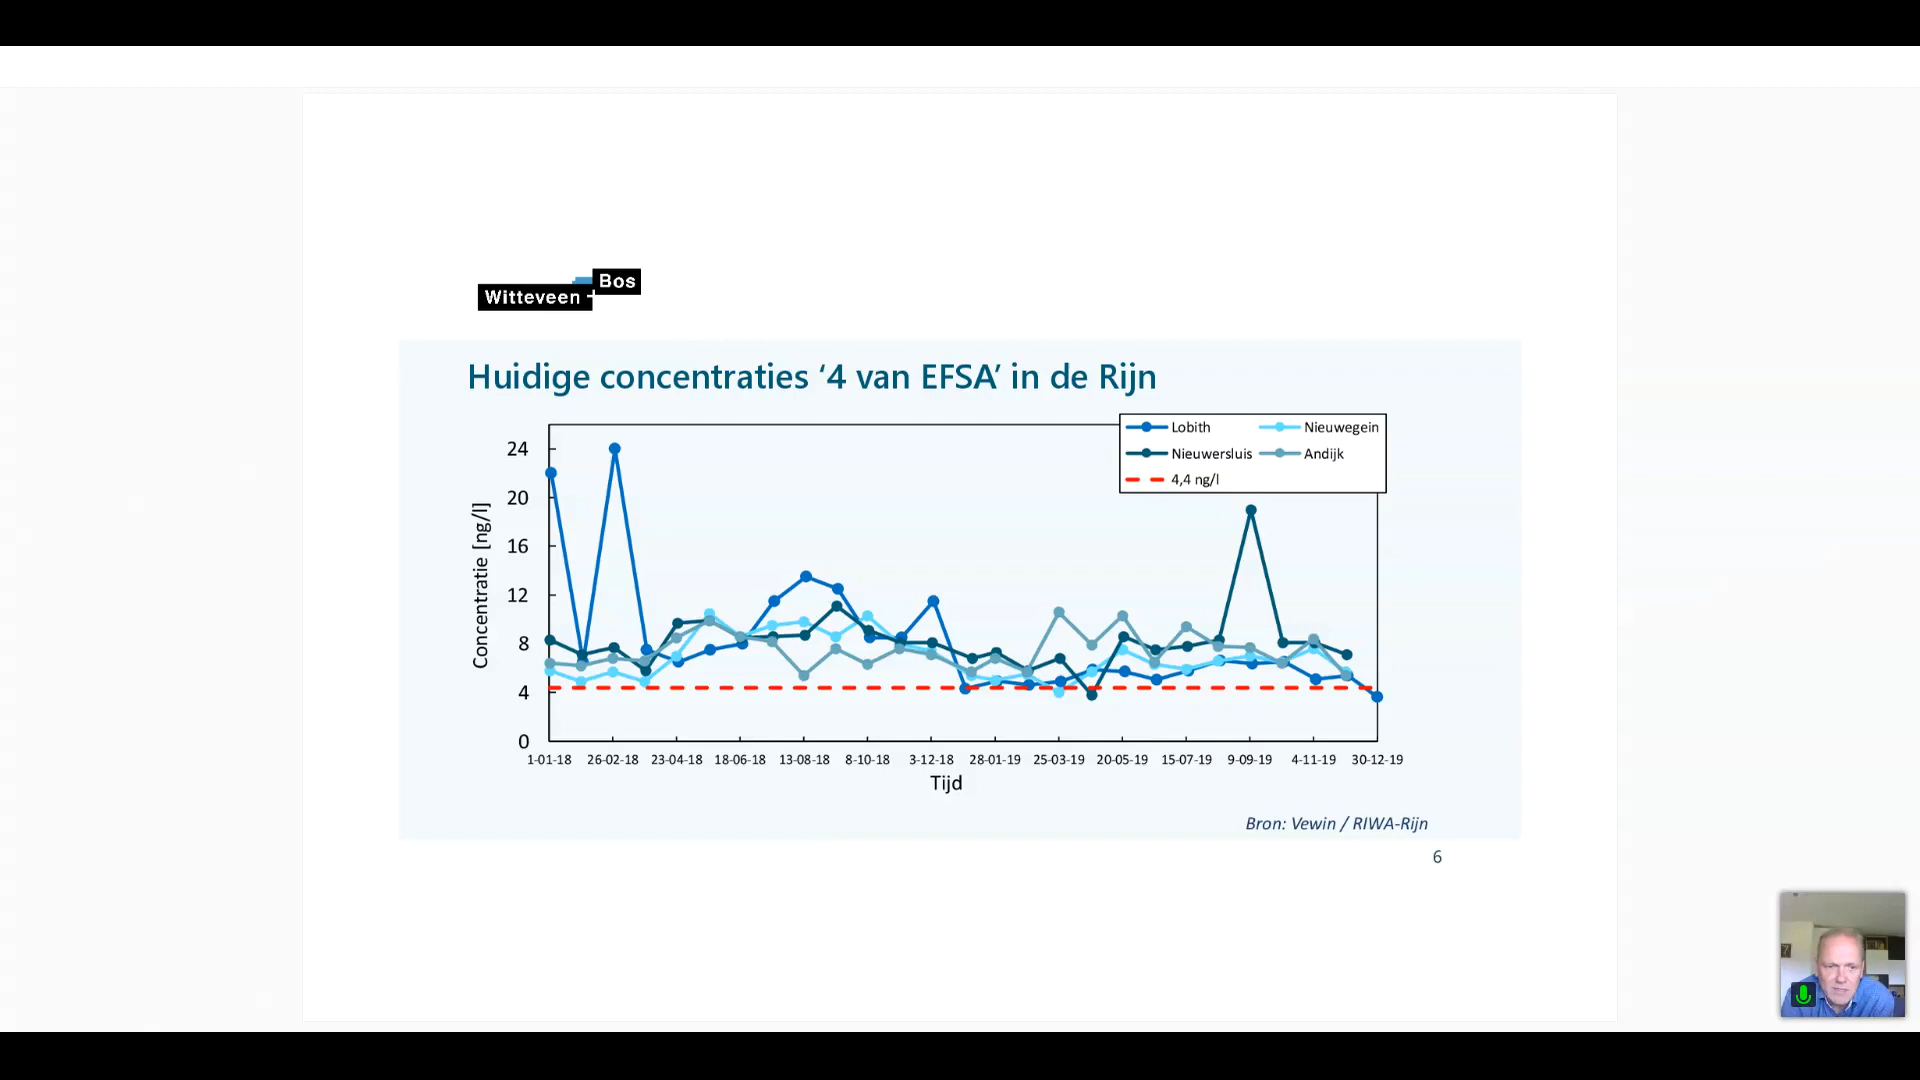 Bos
Witteveen +
Huidige concentraties ‘4 van EFSA’ in de Rijn
Lobith Nieuwegein
Nieuwersluis Andijk
4,4 ng/l
Concentratie [ng/l]
24
20
16
12
8
4
0
1-01-18 26-02-18 23-04-18 18-06-18 13-08-18 8-10-18 3-12-18 28-01-19 25-03-19 20-05-19 15-07-19 9-09-19 4-11-19 30-12-19
Tijd
Bron: Vewin / RIWA-Rijn
6